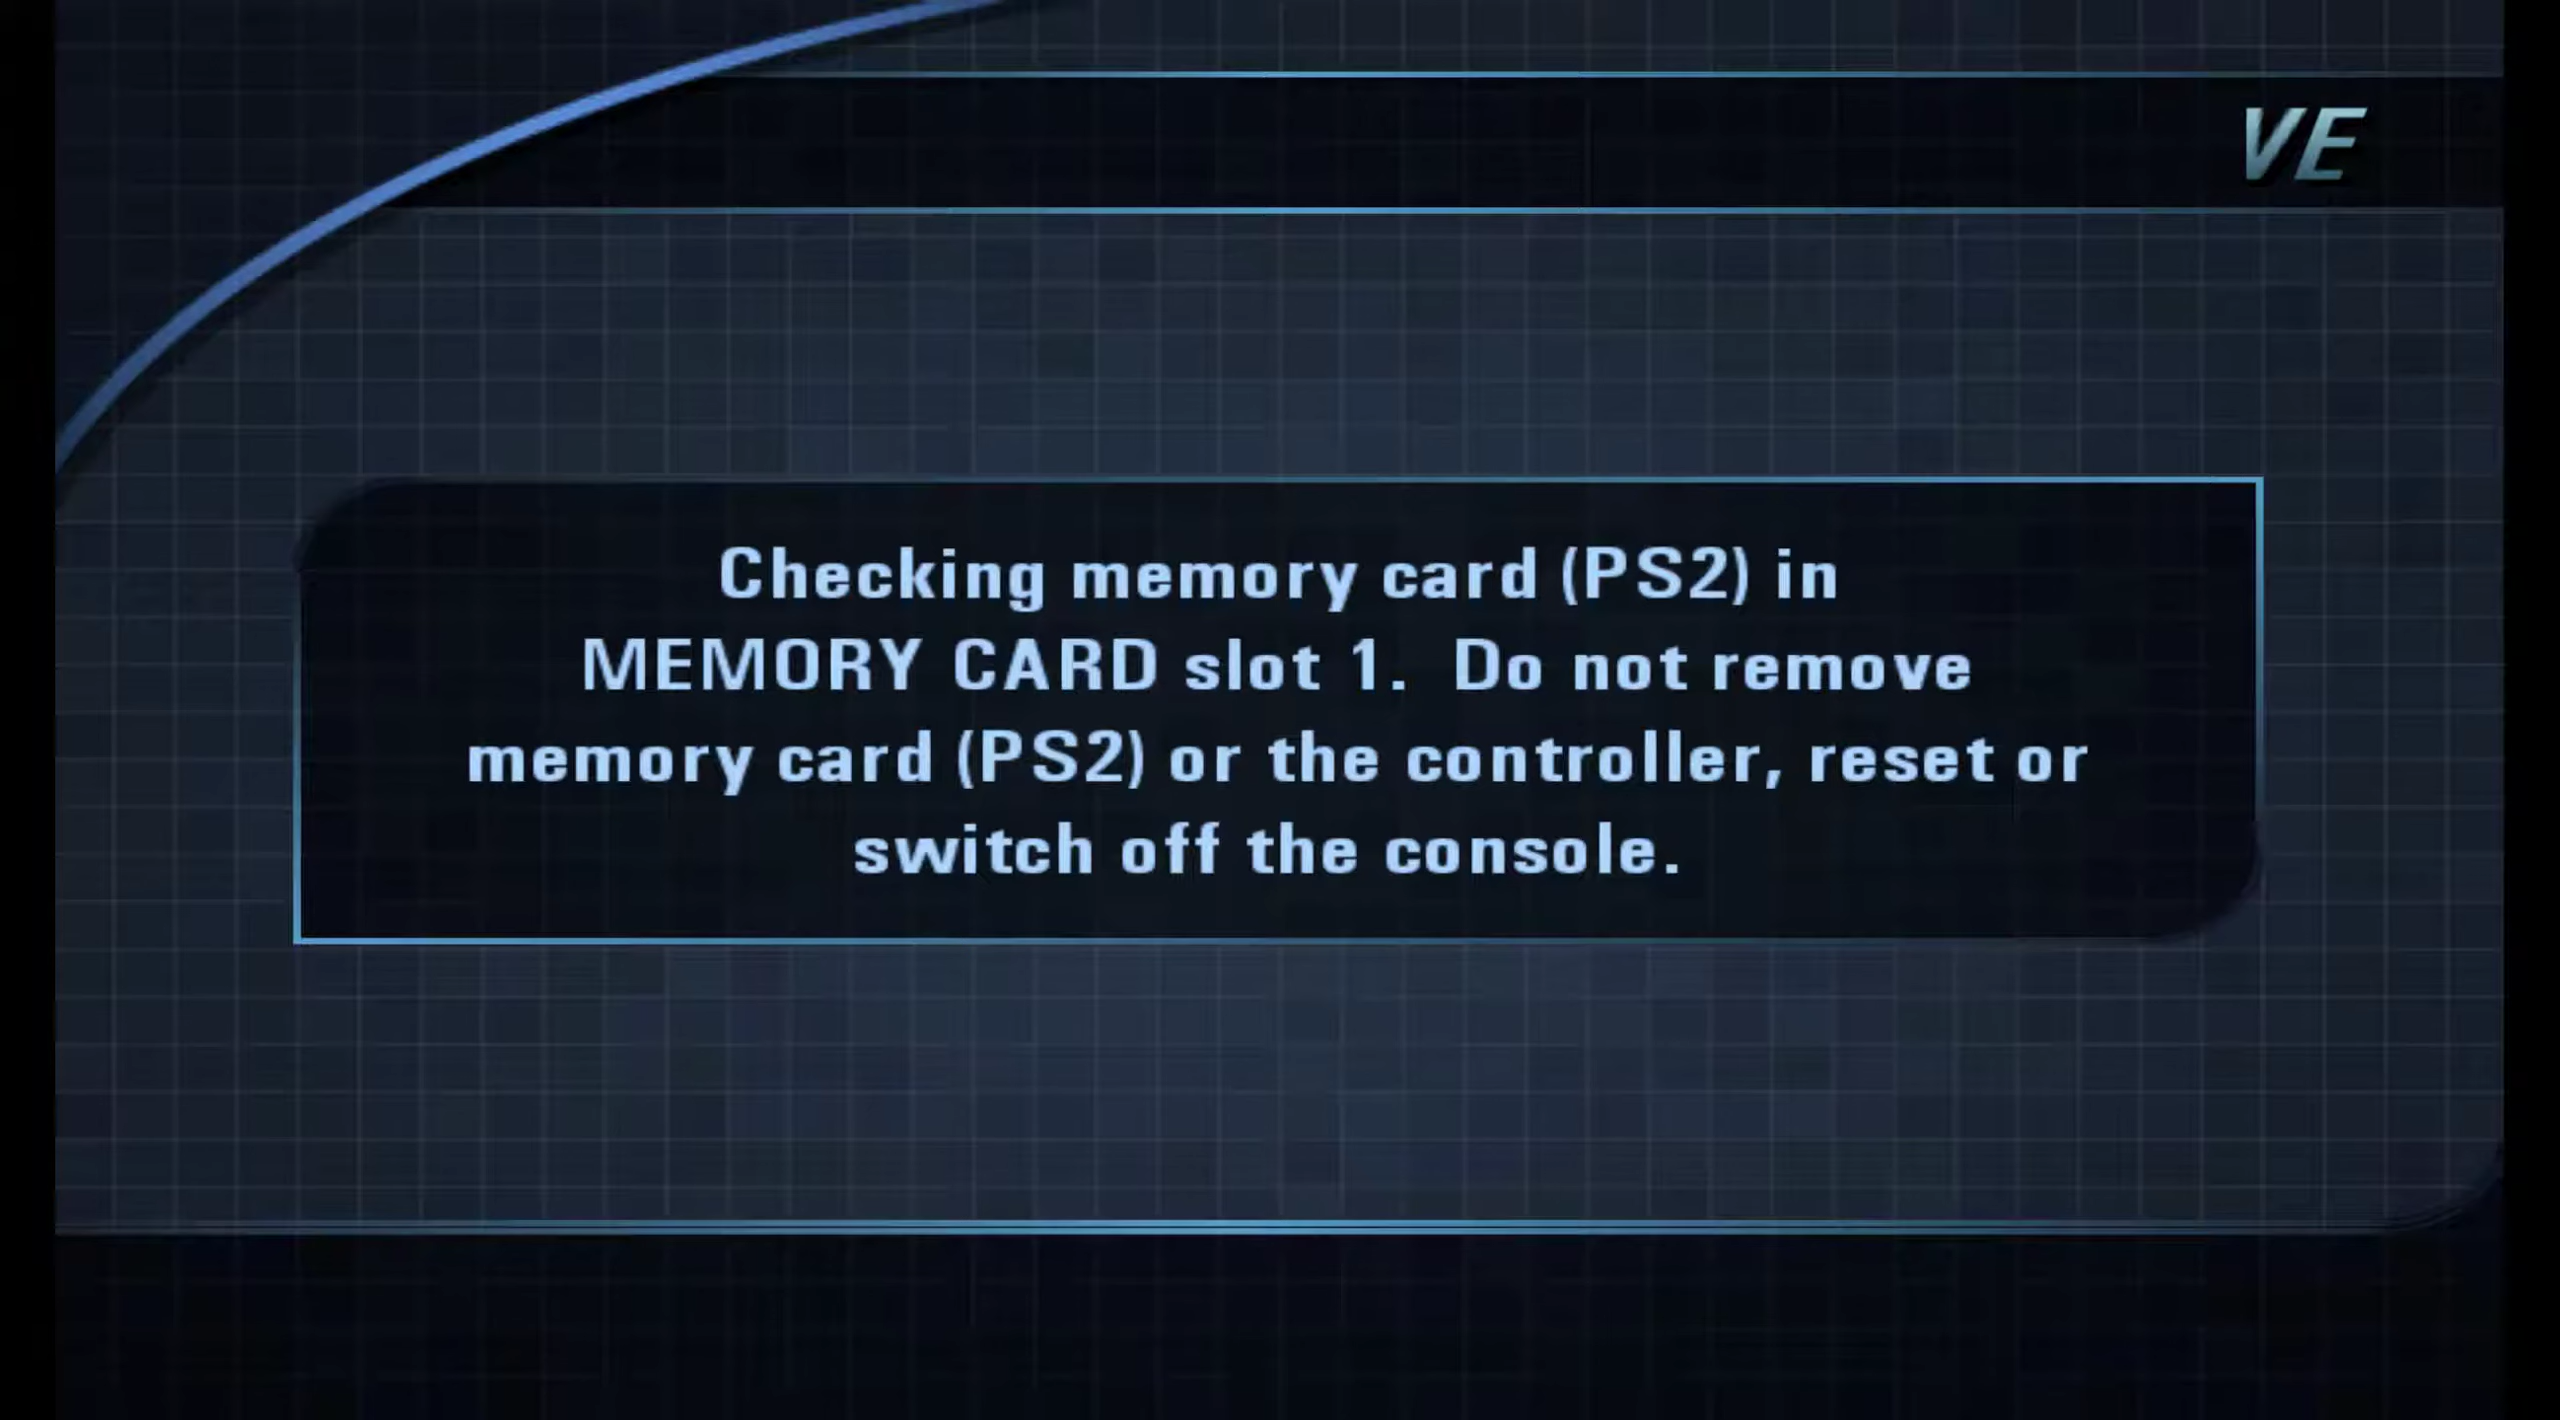 VE
Checking memory card (PS2) in
MEMORY CARD slot 1.  Do not remove
memory card (PS2) or the controller, reset or
switch off the console.